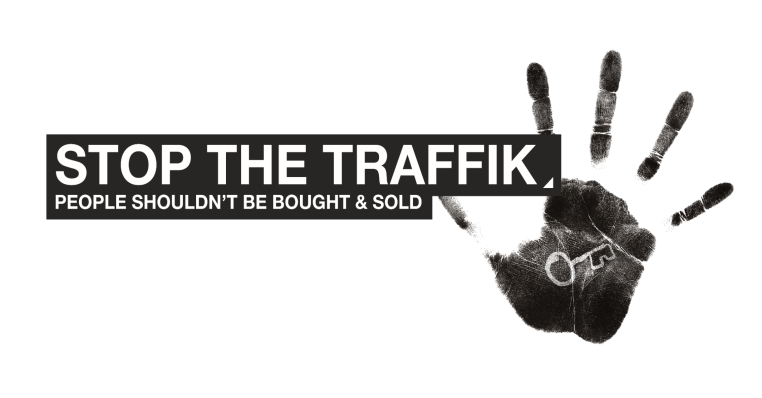 STOP THE TRAFFIK
PEOPLE SHOULDN'T BE BOUGHT & SOLD